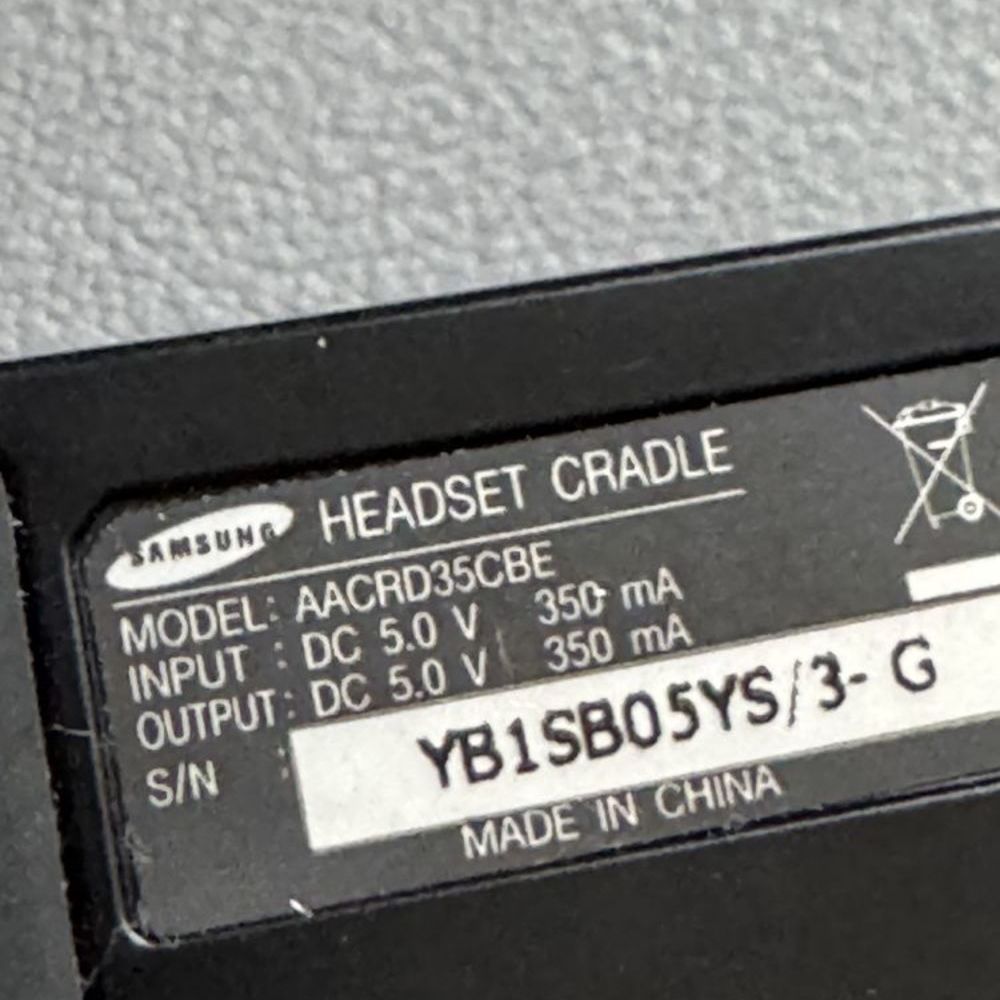 SAMSUNG HEADSET CRADLE
MODEL: AACRD35CBE
INPUT : DC 5.0 V 350 mA
OUTPUT: DC 5.0 V 350 mA
S/N : YB1SB05YS/3- G
MADE IN CHINA